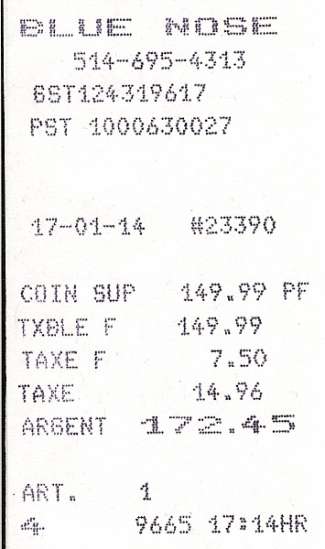 BLUE NOSE
514-695-4313
GST124319617
PST 1000630027
17-01-14 #23390
COIN SUP 149.99 PF
TXBLE F 149.99
TAXE F 7.50
TAXE 14.96
ARGENT 172.45
ART. 1
4 9665 17:14HR